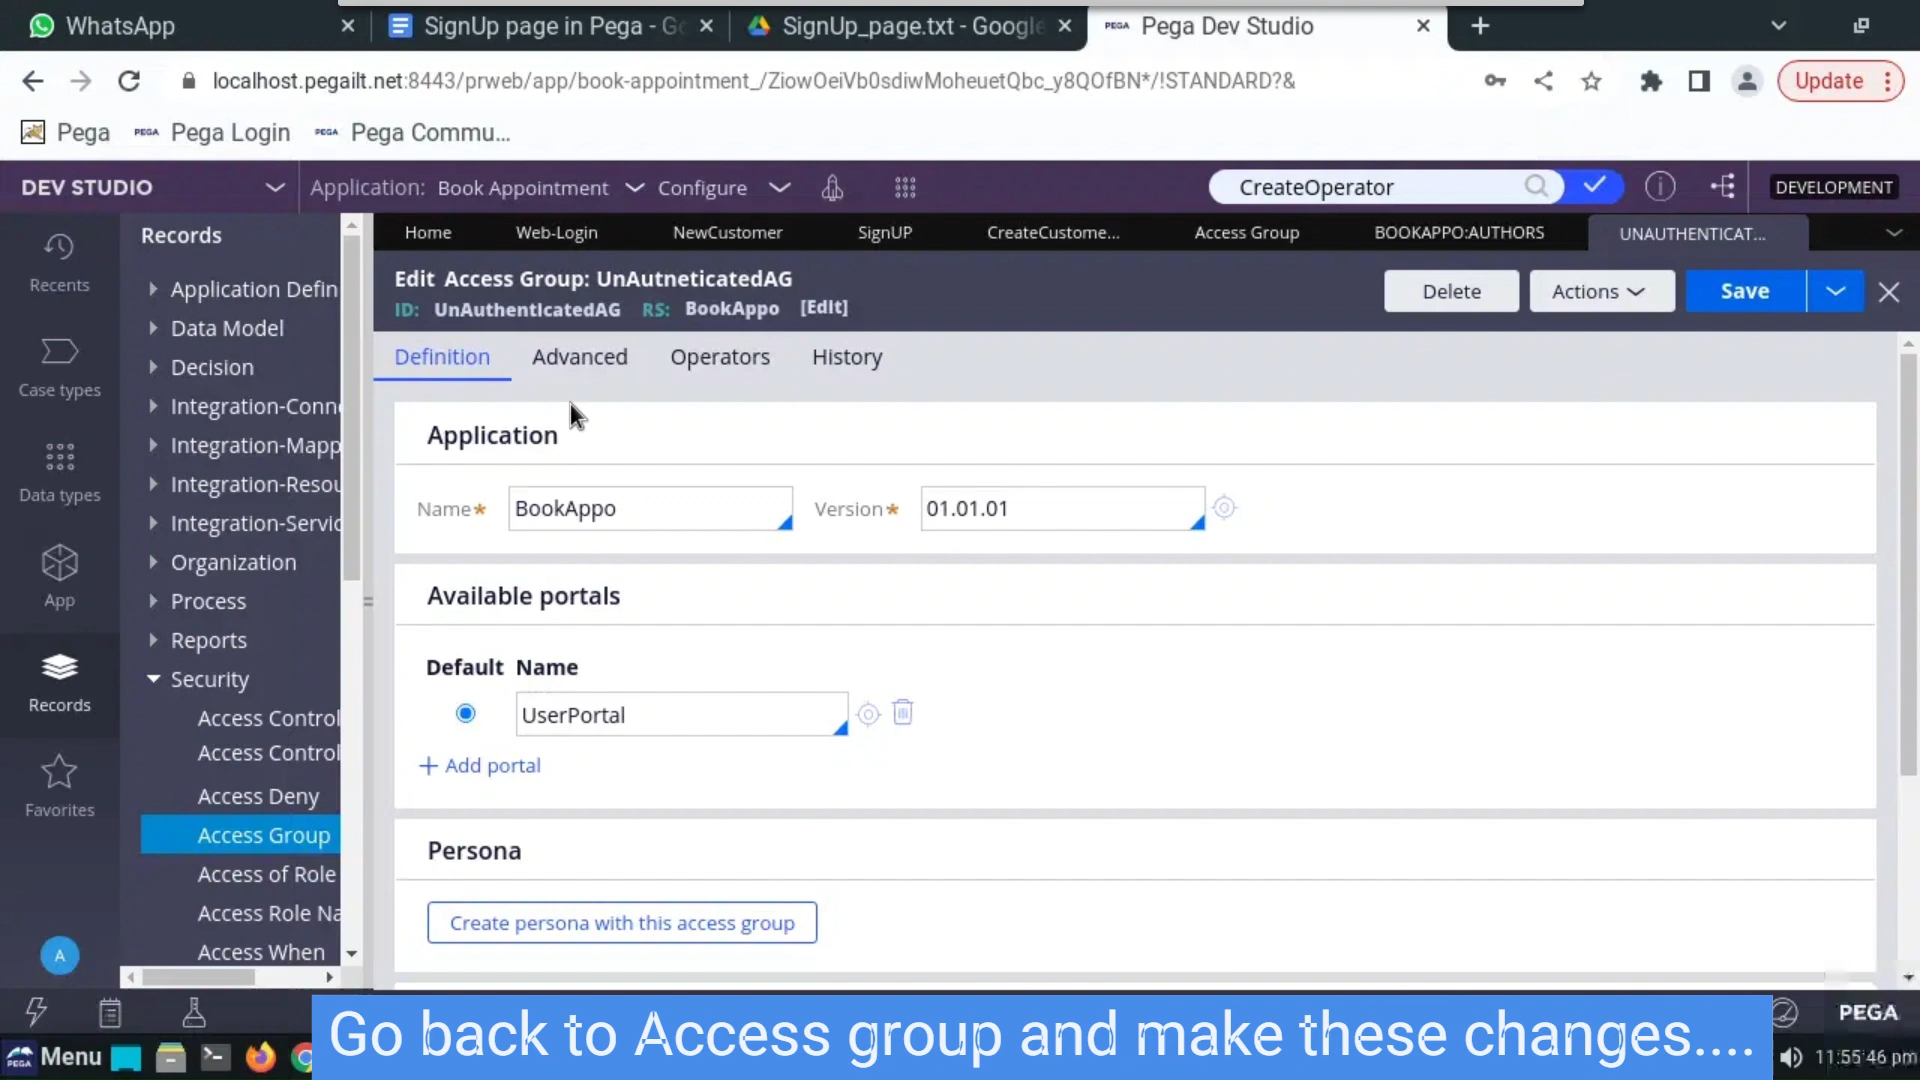 WhatsApp
SignUp page in Pega - Go
SignUp_page.txt - Google
PEGA Pega Dev Studio
localhost.pegailt.net:8443/prweb/app/book-appointment_/ZiowOeiVb0sdiwMoheuetQbc_y8QOfBN*/!STANDARD?&
Update
Pega
PEGA Pega Login
PEGA Pega Commu...
DEV STUDIO
Application: Book Appointment
Configure
CreateOperator
DEVELOPMENT
Recents
Case types
Data types
App
Records
Favorites
A
Records
Application Defin
Data Model
Decision
Integration-Conne
Integration-Mapp
Integration-Resou
Integration-Servic
Organization
Process
Reports
Security
Access Control
Access Control
Access Deny
Access Group
Access of Role
Access Role Na
Access When
Home
Web-Login
NewCustomer
SignUP
CreateCustome...
Access Group
BOOKAPPO:AUTHORS
UNAUTHENTICAT...
Edit Access Group: UnAutneticatedAG
ID: UnAuthenticatedAG RS: BookAppo [Edit]
Delete
Actions
Save
Definition
Advanced
Operators
History
Application
Name* BookAppo
Version* 01.01.01
Available portals
Default Name
UserPortal
+ Add portal
Persona
Create persona with this access group
PEGA
Go back to Access group and make these changes....
PEGA Menu
11:55:46 pm